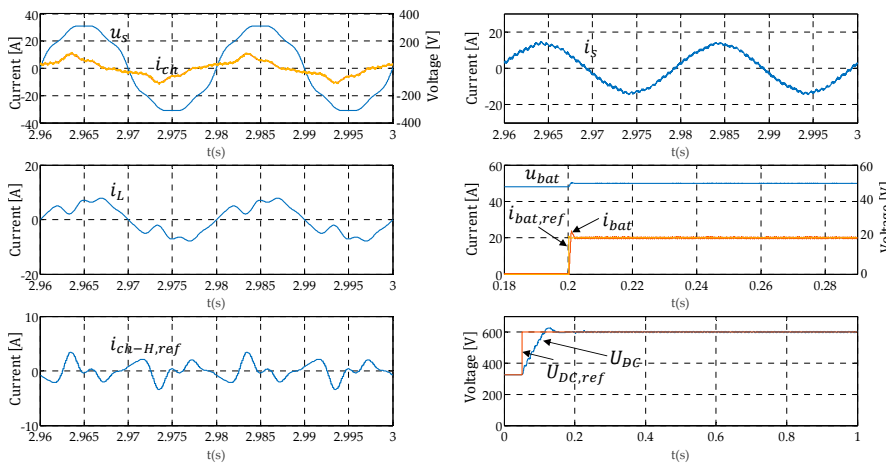 40
20
0
-20
-40
Current [A]
u_S
i_ch
400
200
0
-200
-400
Voltage [V]
2.96 2.965 2.97 2.975 2.98 2.985 2.99 2.995 3
t(s)
20
0
-20
Current [A]
i_S
2.96 2.965 2.97 2.975 2.98 2.985 2.99 2.995 3
t(s)
20
0
-20
Current [A]
i_L
2.96 2.965 2.97 2.975 2.98 2.985 2.99 2.995 3
t(s)
60
40
20
0
Current [A]
u_bat
i_bat,ref
i_bat
60
40
20
0
Voltage [V]
0.18 0.2 0.22 0.24 0.26 0.28
t(s)
10
0
-10
Current [A]
i_ch−H,ref
2.96 2.965 2.97 2.975 2.98 2.985 2.99 2.995 3
t(s)
600
400
200
0
Voltage [V]
U_DC
U_DC,ref
0 0.2 0.4 0.6 0.8 1
t(s)